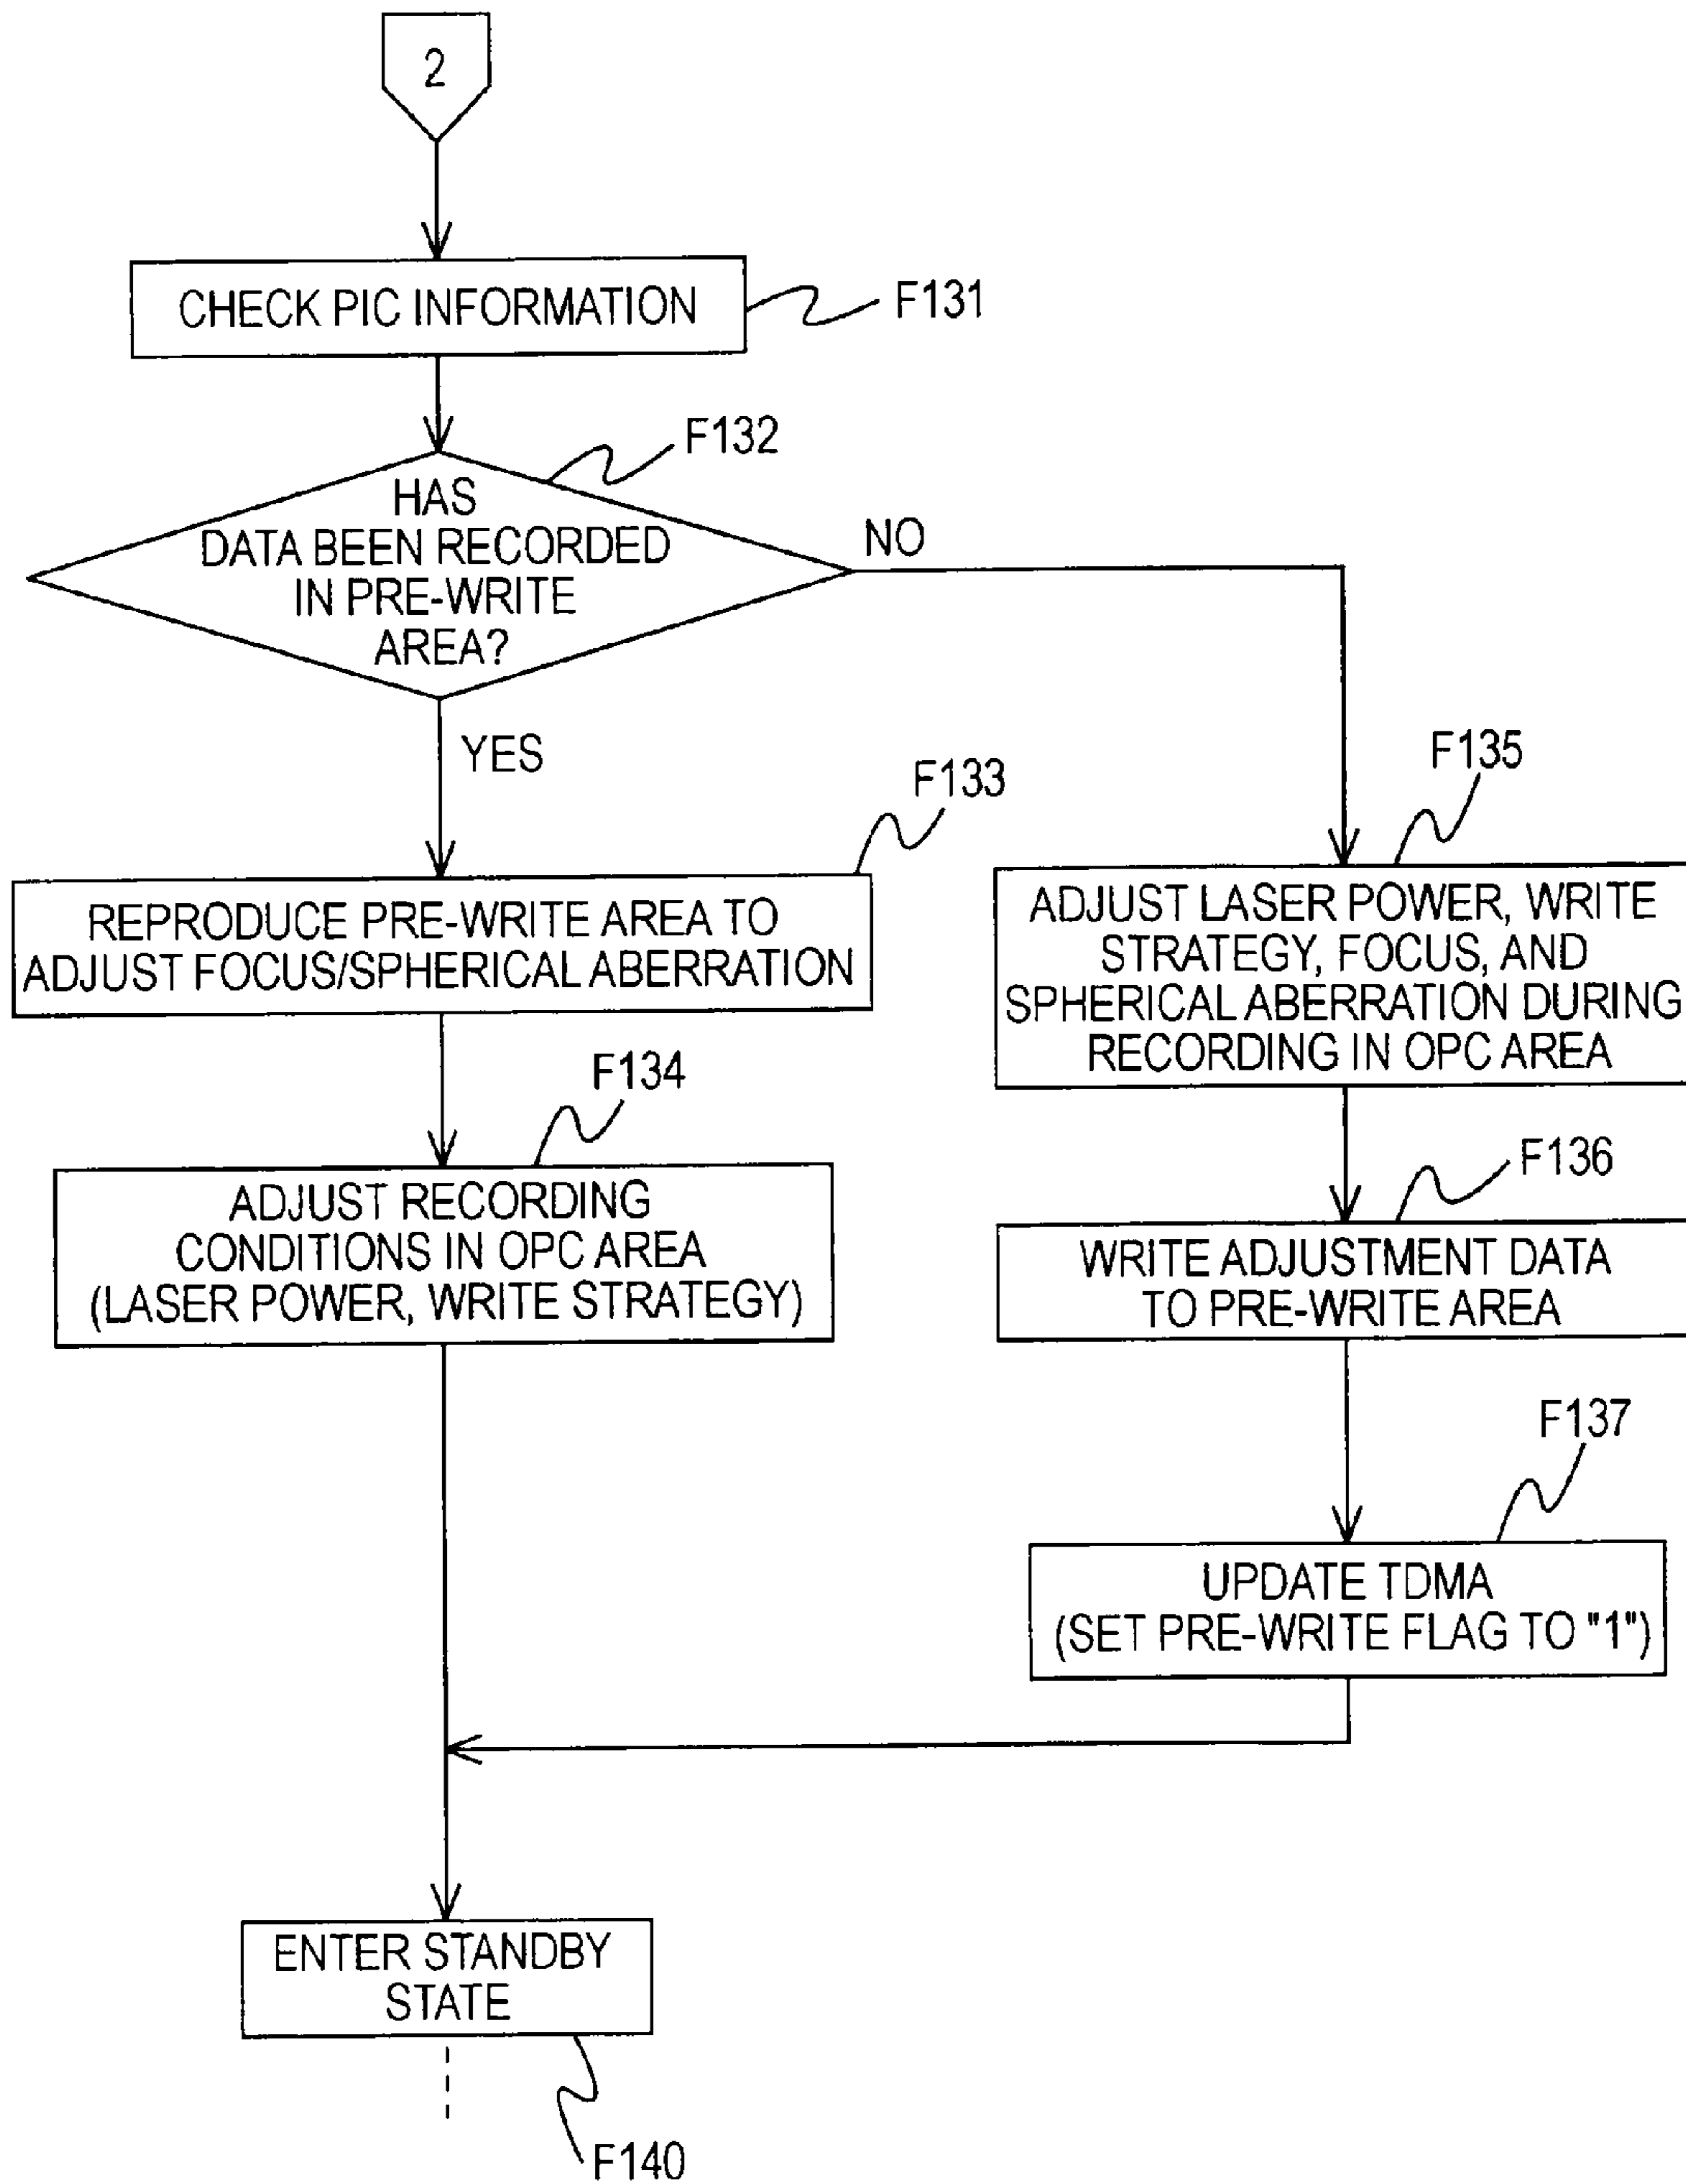 2
CHECK PIC INFORMATION
F131
F132
HAS
DATA BEEN RECORDED
IN PRE-WRITE
AREA?
NO
YES
F133
REPRODUCE PRE-WRITE AREA TO
ADJUST FOCUS/SPHERICAL ABERRATION
F134
ADJUST RECORDING
CONDITIONS IN OPC AREA
(LASER POWER, WRITE STRATEGY)
F135
ADJUST LASER POWER, WRITE
STRATEGY, FOCUS, AND
SPHERICAL ABERRATION DURING
RECORDING IN OPC AREA
F136
WRITE ADJUSTMENT DATA
TO PRE-WRITE AREA
F137
UPDATE TDMA
(SET PRE-WRITE FLAG TO "1")
ENTER STANDBY
STATE
F140